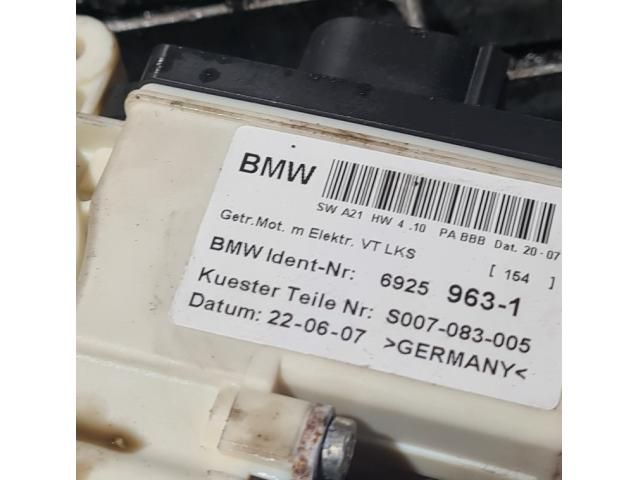 BMW
SW A21 HW 4 .10 PA BBB Dat. 20-07
Getr.Mot. m Elektr. VT LKS [ 154 ]
BMW Ident-Nr: 6925 963-1
Kuester Teile Nr: S007-083-005
Datum: 22-06-07 >GERMANY<